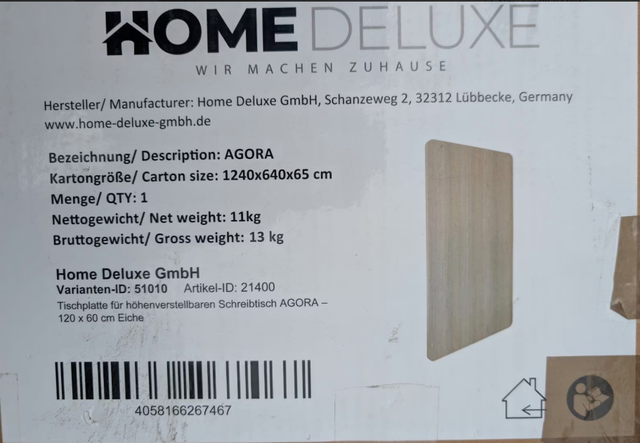 HOME DELUXE
WIR MACHEN ZUHAUSE
Hersteller/ Manufacturer: Home Deluxe GmbH, Schanzeweg 2, 32312 Lübbecke, Germany
www.home-deluxe-gmbh.de
Bezeichnung/ Description: AGORA
Kartongröße/ Carton size: 1240x640x65 cm
Menge/ QTY: 1
Nettogewicht/ Net weight: 11kg
Bruttogewicht/ Gross weight: 13 kg
Home Deluxe GmbH
Varianten-ID: 51010 Artikel-ID: 21400
Tischplatte für höhenverstellbaren Schreibtisch AGORA –
120 x 60 cm Eiche
4058166267467